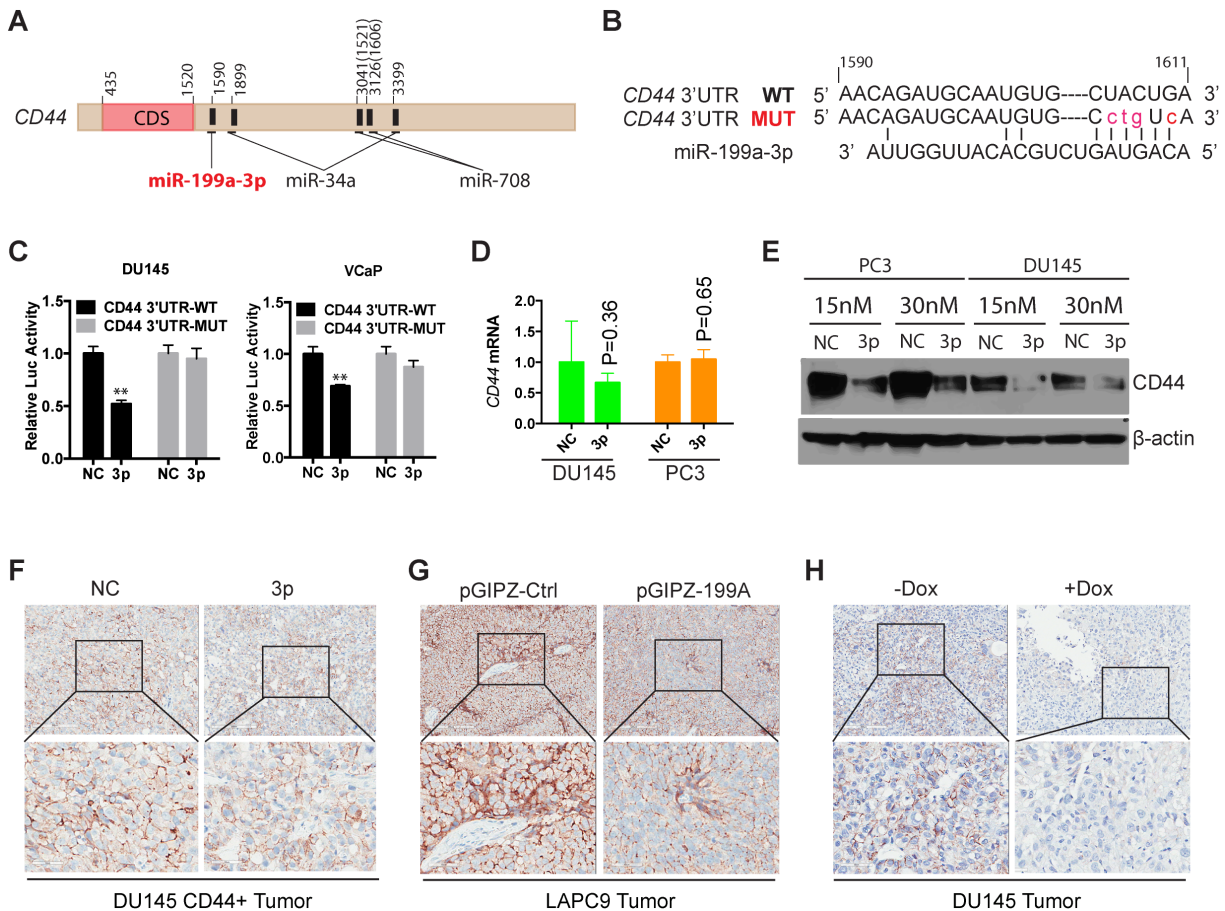 A
435
1520
1590
1899
3041(1521)
3126(1606)
3399
CD44
CDS
miR-199a-3p
miR-34a
miR-708
B
1590
1611
CD44 3'UTR WT 5' AACAGAUGCAAUGUG----CUACUGA 3'
CD44 3'UTR MUT 5' AACAGAUGCAAUGUG----CctgUcA 3'
miR-199a-3p 3' AUUGGUUACACGUCUGAUGACA 5'
C
DU145
Relative Luc Activity
1.5
1.0
0.5
0.0
CD44 3'UTR-WT
CD44 3'UTR-MUT
**
NC 3p NC 3p
VCaP
Relative Luc Activity
1.5
1.0
0.5
0.0
CD44 3'UTR-WT
CD44 3'UTR-MUT
**
NC 3p NC 3p
D
CD44 mRNA
2.0
1.5
1.0
0.5
0.0
P=0.36
P=0.65
NC 3p NC 3p
DU145 PC3
E
PC3 DU145
15nM 30nM 15nM 30nM
NC 3p NC 3p NC 3p NC 3p
CD44
β-actin
F
NC 3p
DU145 CD44+ Tumor
G
pGIPZ-Ctrl pGIPZ-199A
LAPC9 Tumor
H
-Dox +Dox
DU145 Tumor